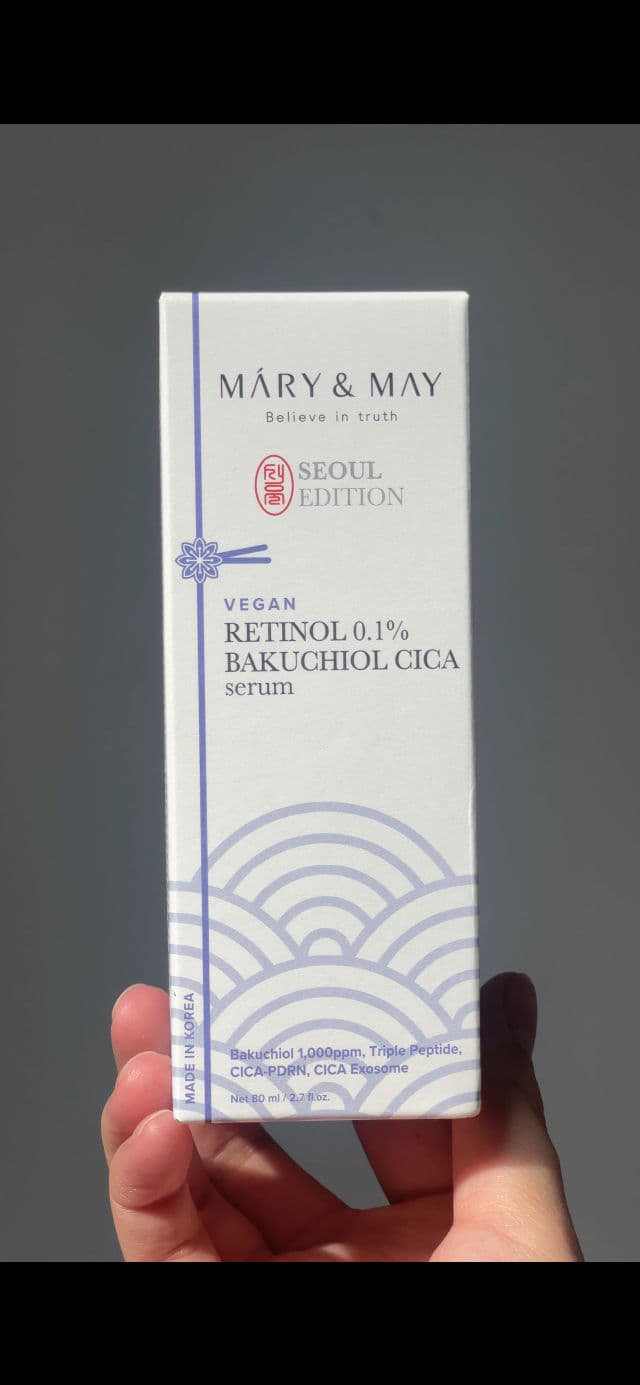 MÁRY & MAY
Believe in truth
SEOUL
EDITION
VEGAN
RETINOL 0.1%
BAKUCHIOL CICA
serum
MADE IN KOREA
Bakuchiol 1,000ppm, Triple Peptide,
CICA-PDRN, CICA Exosome
Net 80 ml / 2.7 fl.oz.